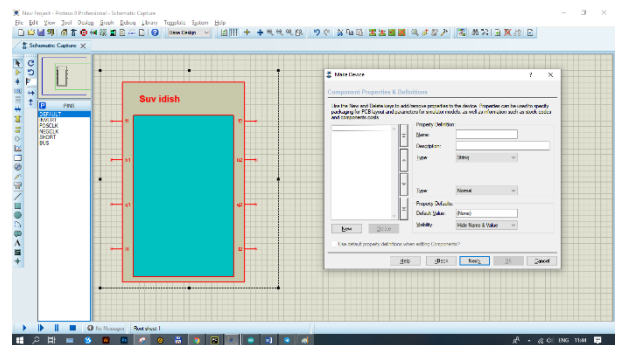 New Project - Proteus 8 Professional - Schematic Capture
File Edit View Tool Design Graph Debug Library Template System Help
Base Design
Schematic Capture
PINS
DEFAULT
INVERT
POSCLK
NEGCLK
SHORT
BUS
Suv idish
Make Device
Component Properties & Definitions
Use the New and Delete keys to add/remove properties to the device. Properties can be used to specify
packaging for PCB layout and parameters for simulator models, as well as information such as stock codes
and components costs.
Property Definition
Name:
Description:
Type: String
Type: Normal
Property Defaults:
Default Value: (None)
Visibility: Hide Name & Value
New Delete
Use default property definitions when editing Components?
Help Back Next OK Cancel
No Messages Root sheet 1
ENG 11:44